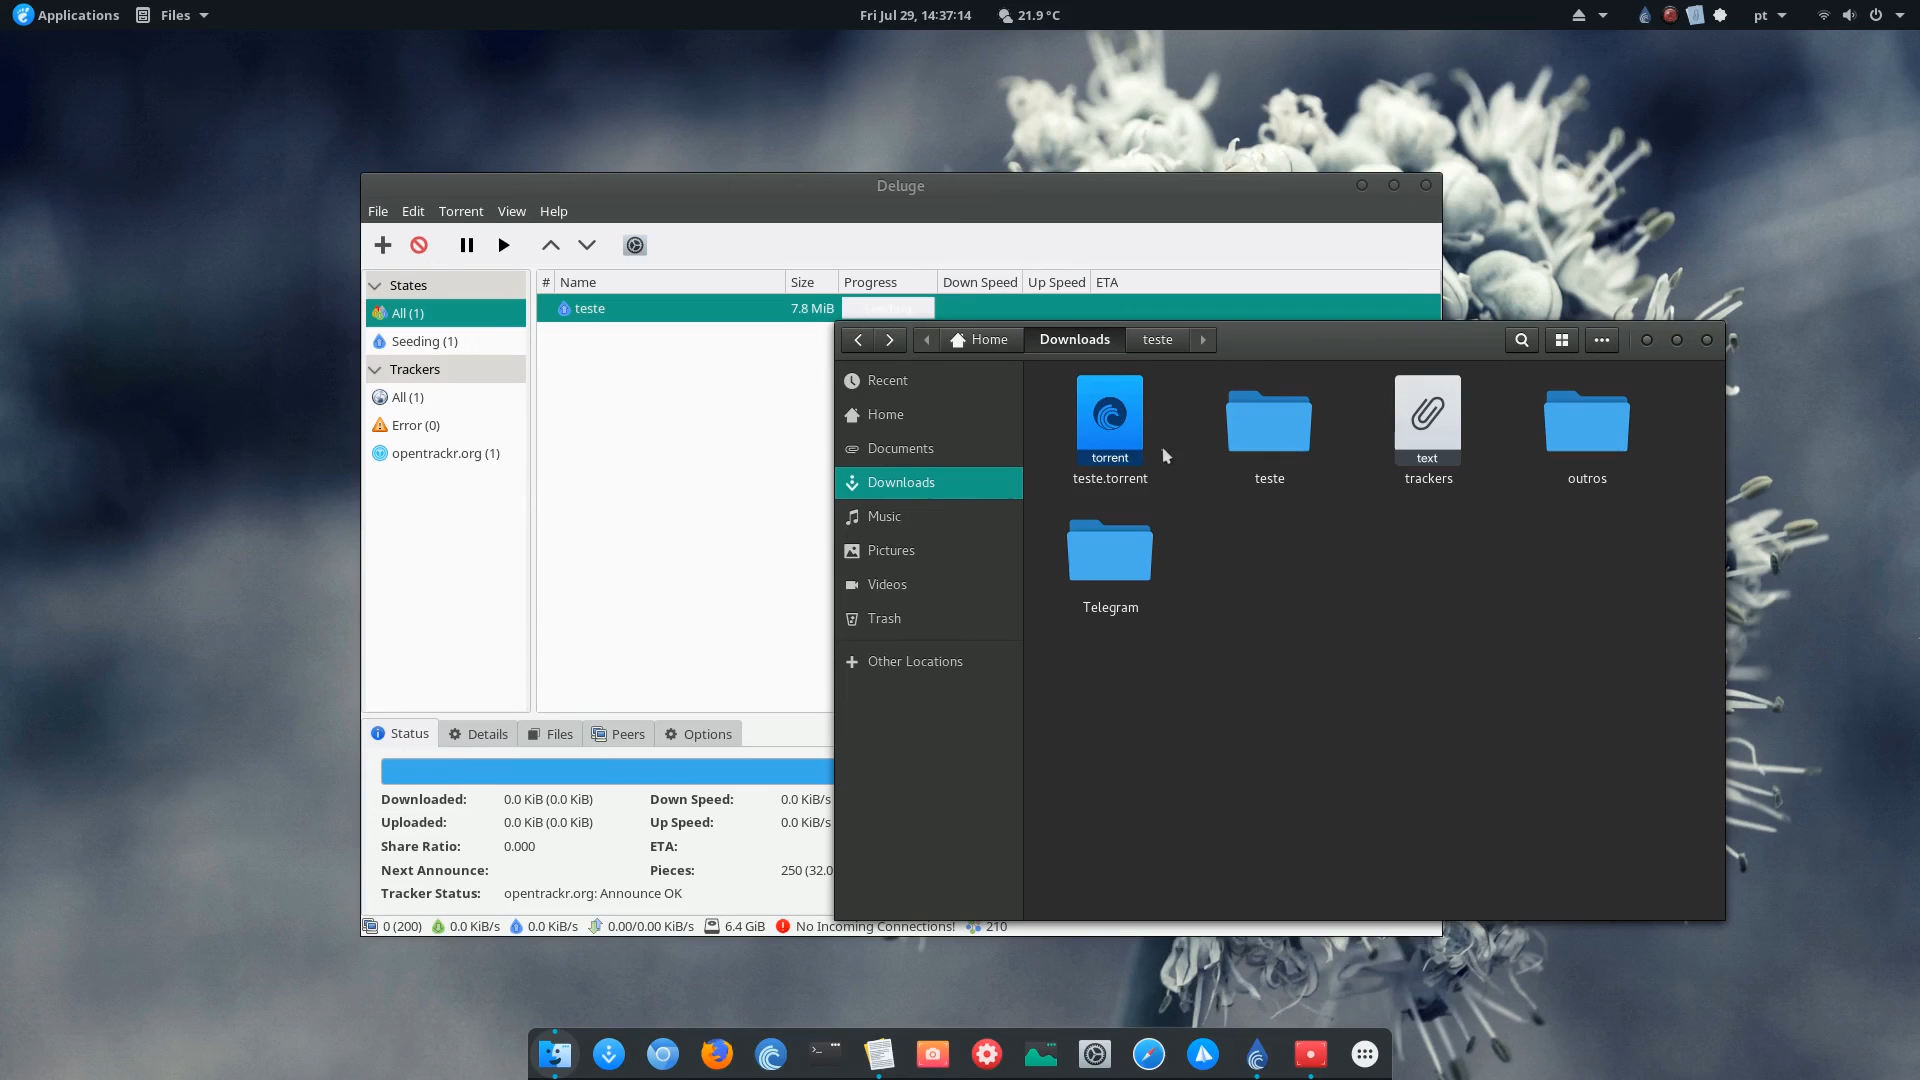 Applications Files Fri Jul 29, 14:37:14 21.9 °C pt
Deluge
File Edit Torrent View Help
States
All (1)
Seeding (1)
Trackers
All (1)
Error (0)
opentrackr.org (1)
# Name Size Progress Down Speed Up Speed ETA
teste 7.8 MiB
Status Details Files Peers Options
Downloaded: 0.0 KiB (0.0 KiB) Down Speed: 0.0 KiB/s
Uploaded: 0.0 KiB (0.0 KiB) Up Speed: 0.0 KiB/s
Share Ratio: 0.000 ETA:
Next Announce: Pieces: 250 (32.0
Tracker Status: opentrackr.org: Announce OK
0 (200) 0.0 KiB/s 0.0 KiB/s 0.00/0.00 KiB/s 6.4 GiB No Incoming Connections! 210
Home Downloads teste
Recent
Home
Documents
Downloads
Music
Pictures
Videos
Trash
Other Locations
torrent
teste.torrent
teste
text
trackers
outros
Telegram